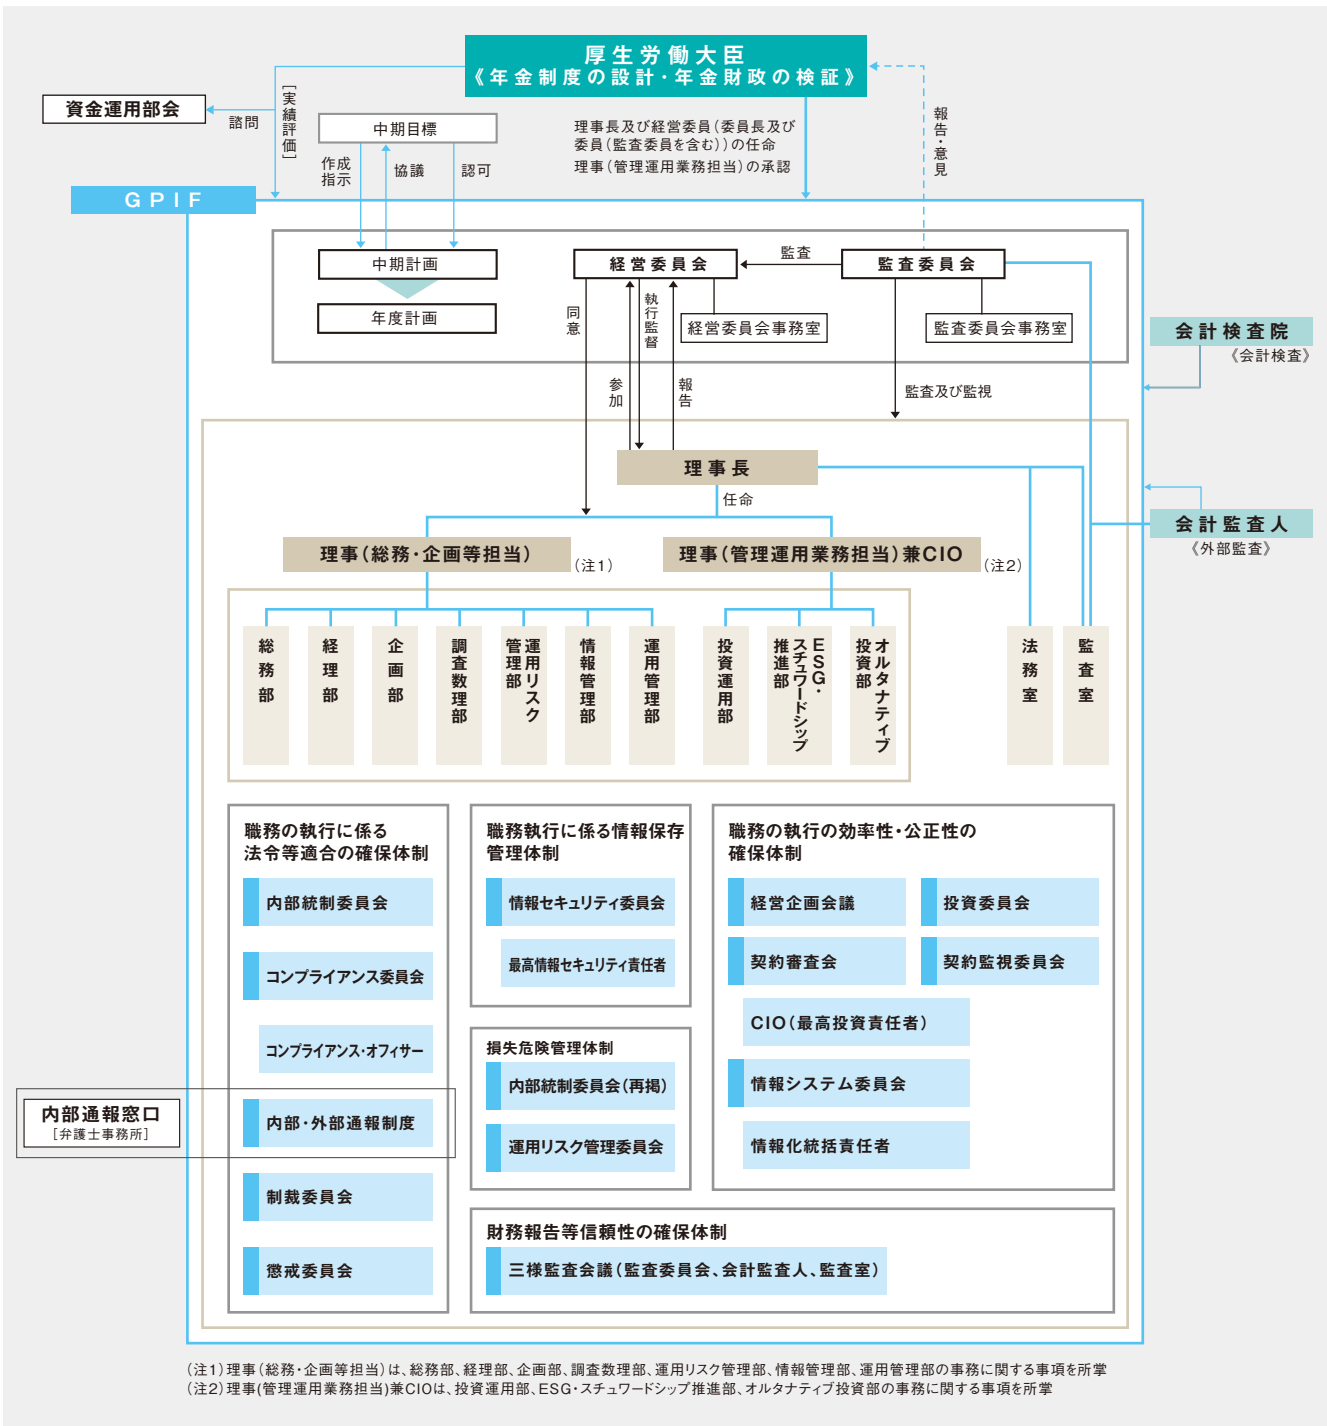 厚生労働大臣
《年金制度の設計・年金財政の検証》
資金運用部会
諮問
［実績評価］
中期目標
作成
指示
協議
認可
理事長及び経営委員（委員長及び
委員（監査委員を含む））の任命
理事（管理運用業務担当）の承認
報告・意見
GPIF
中期計画
年度計画
経営委員会
監査
監査委員会
同意
執行監督
経営委員会事務室
監査委員会事務室
参加
報告
監査及び監視
会計検査院
《会計検査》
理事長
任命
会計監査人
《外部監査》
理事（総務・企画等担当）
（注1）
理事（管理運用業務担当）兼CIO
（注2）
総務部
経理部
企画部
調査数理部
運用リスク
管理部
情報管理部
運用管理部
投資運用部
ESG・
スチュワードシップ
推進部
オルタナティブ
投資部
法務室
監査室
職務の執行に係る
法令等適合の確保体制
内部統制委員会
コンプライアンス委員会
コンプライアンス・オフィサー
内部・外部通報制度
内部通報窓口
［弁護士事務所］
制裁委員会
懲戒委員会
職務執行に係る情報保存
管理体制
情報セキュリティ委員会
最高情報セキュリティ責任者
損失危険管理体制
内部統制委員会（再掲）
運用リスク管理委員会
職務の執行の効率性・公正性の
確保体制
経営企画会議
投資委員会
契約審査会
契約監視委員会
CIO（最高投資責任者）
情報システム委員会
情報化統括責任者
財務報告等信頼性の確保体制
三様監査会議（監査委員会、会計監査人、監査室）
（注1）理事（総務・企画等担当）は、総務部、経理部、企画部、調査数理部、運用リスク管理部、情報管理部、運用管理部の事務に関する事項を所掌
（注2）理事(管理運用業務担当)兼CIOは、投資運用部、ESG・スチュワードシップ推進部、オルタナティブ投資部の事務に関する事項を所掌